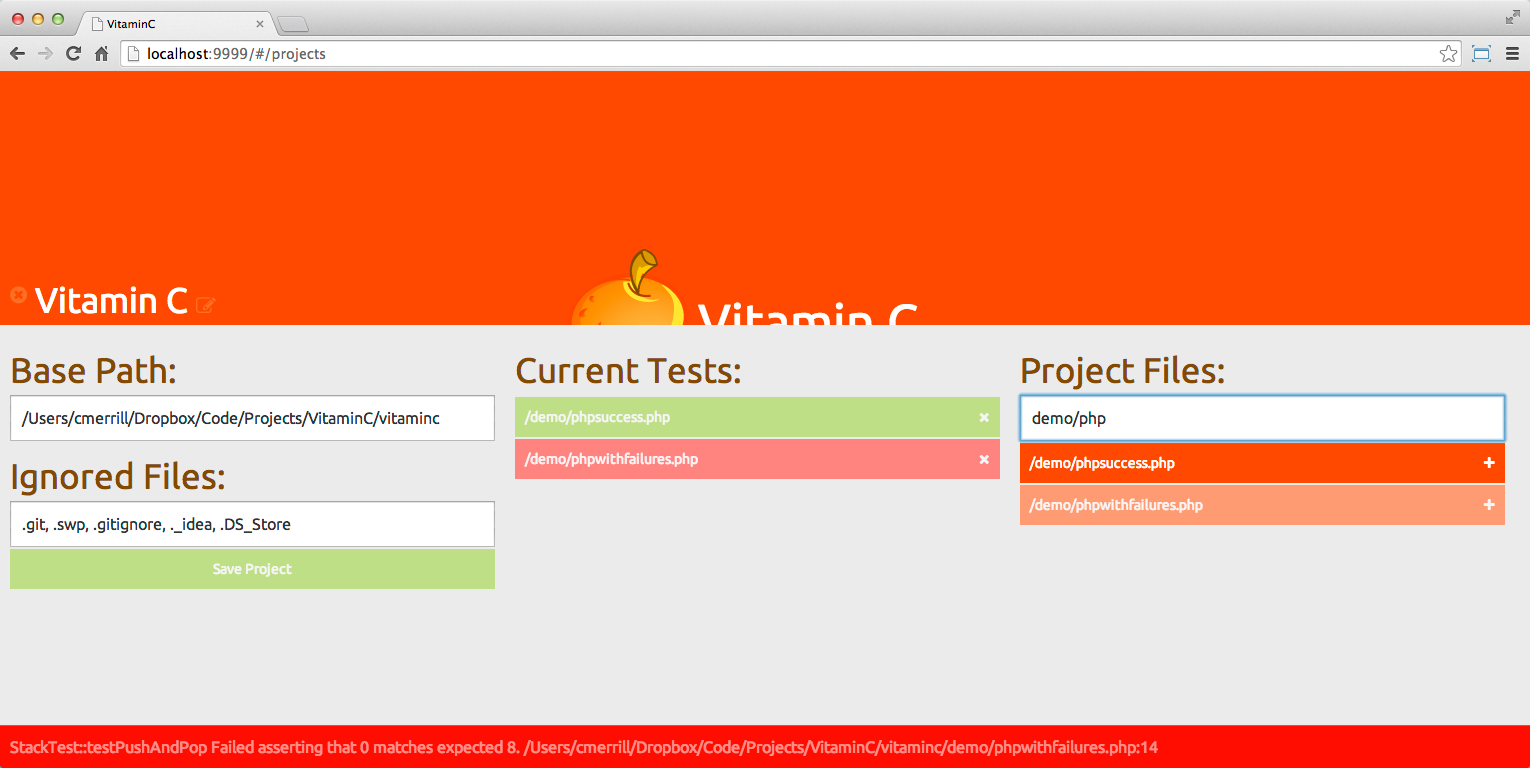 VitaminC
localhost:9999/#/projects
Vitamin C
Vitamin C
Base Path:
/Users/cmerrill/Dropbox/Code/Projects/VitaminC/vitaminc
Ignored Files:
.git, .swp, .gitignore, ._idea, .DS_Store
Save Project
Current Tests:
/demo/phpsuccess.php
/demo/phpwithfailures.php
Project Files:
demo/php
/demo/phpsuccess.php
/demo/phpwithfailures.php
StackTest::testPushAndPop Failed asserting that 0 matches expected 8. /Users/cmerrill/Dropbox/Code/Projects/VitaminC/vitaminc/demo/phpwithfailures.php:14